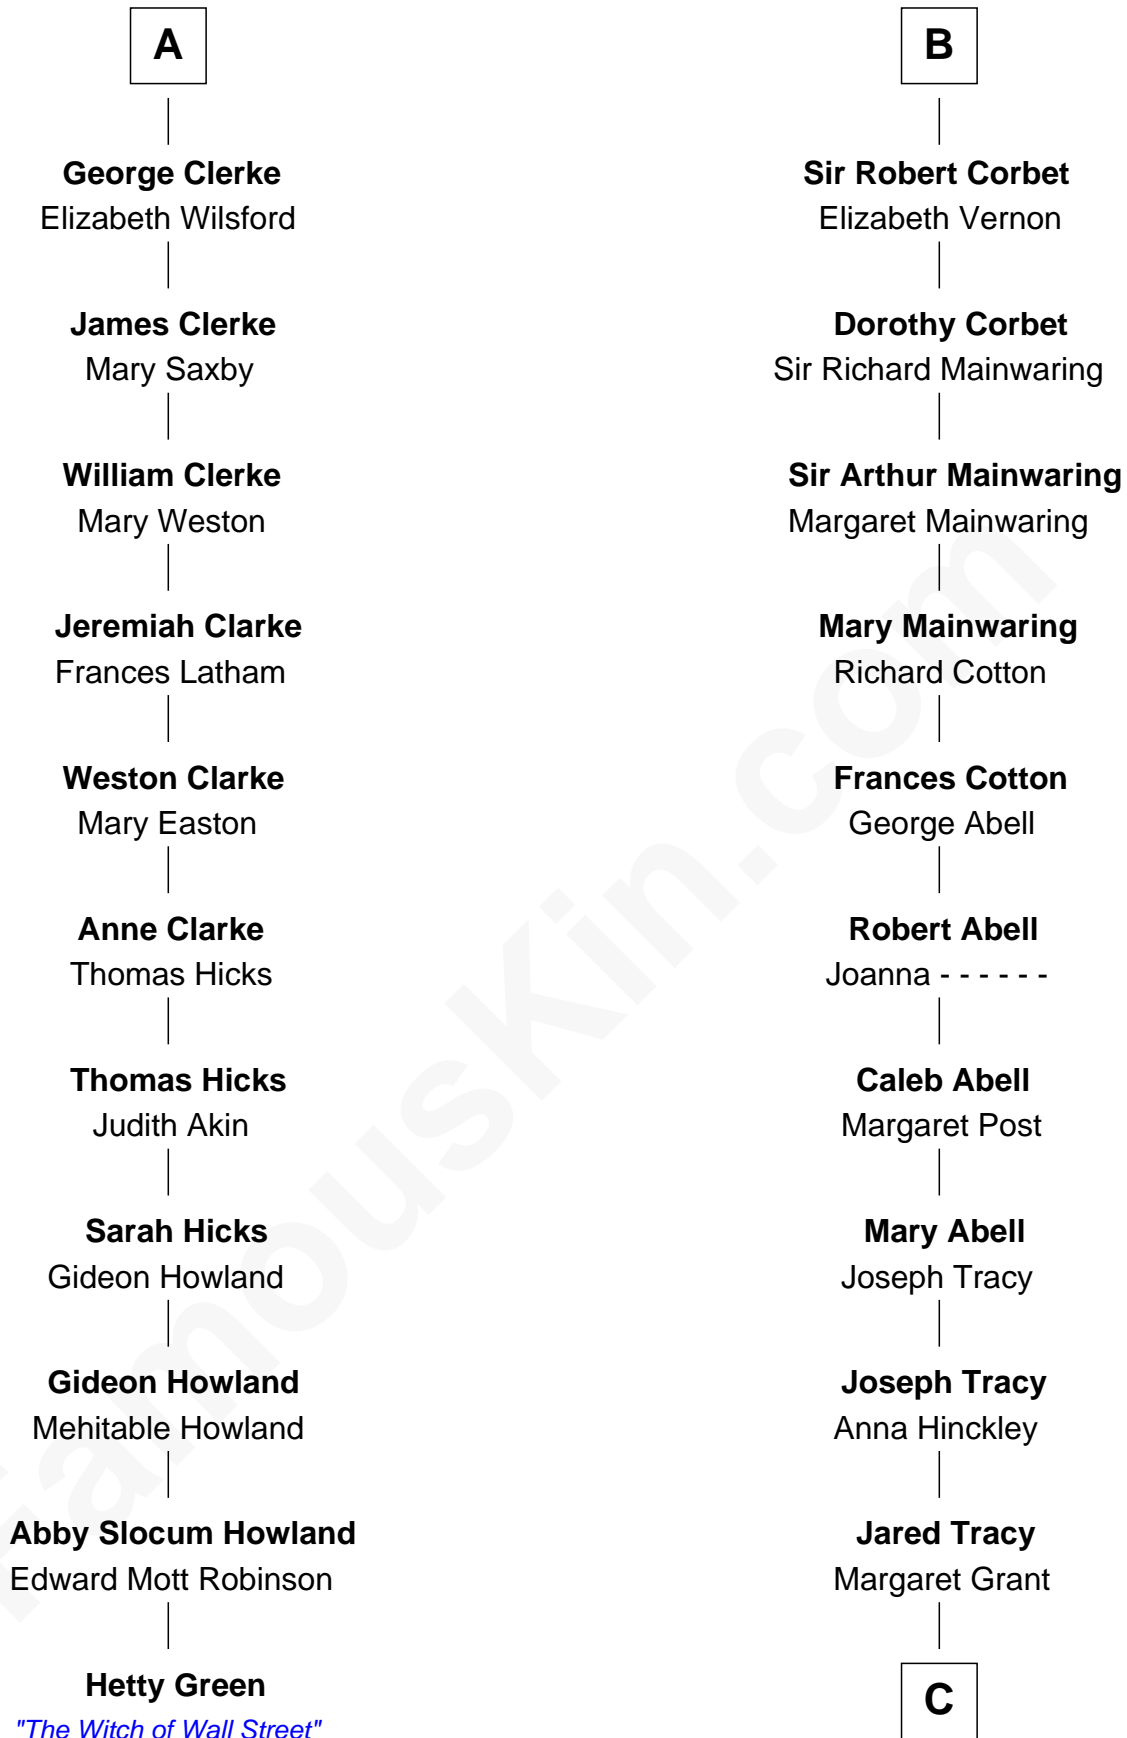 A
George Clerke
Elizabeth Wilsford
James Clerke
Mary Saxby
William Clerke
Mary Weston
Jeremiah Clarke
Frances Latham
Weston Clarke
Mary Easton
Anne Clarke
Thomas Hicks
Thomas Hicks
Judith Akin
Sarah Hicks
Gideon Howland
Gideon Howland
Mehitable Howland
Abby Slocum Howland
Edward Mott Robinson
Hetty Green
"The Witch of Wall Street"
B
Sir Robert Corbet
Elizabeth Vernon
Dorothy Corbet
Sir Richard Mainwaring
Sir Arthur Mainwaring
Margaret Mainwaring
Mary Mainwaring
Richard Cotton
Frances Cotton
George Abell
Robert Abell
Joanna - - - - - -
Caleb Abell
Margaret Post
Mary Abell
Joseph Tracy
Joseph Tracy
Anna Hinckley
Jared Tracy
Margaret Grant
C
FamousKin.com